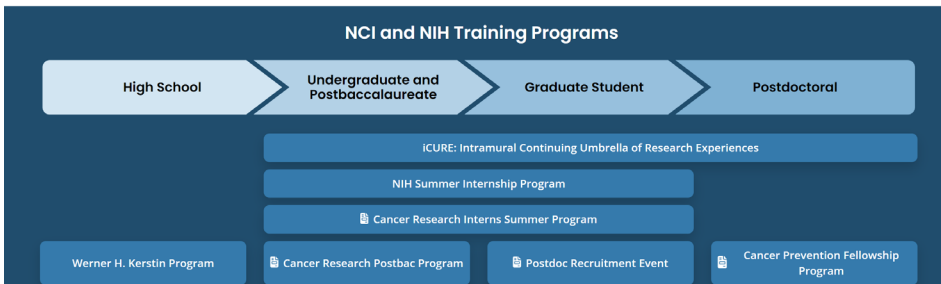 NCI and NIH Training Programs
High School
Undergraduate and
Postbaccalaureate
Graduate Student
Postdoctoral
iCURE: Intramural Continuing Umbrella of Research Experiences
NIH Summer Internship Program
Cancer Research Interns Summer Program
Werner H. Kerstin Program
Cancer Research Postbac Program
Postdoc Recruitment Event
Cancer Prevention Fellowship
Program